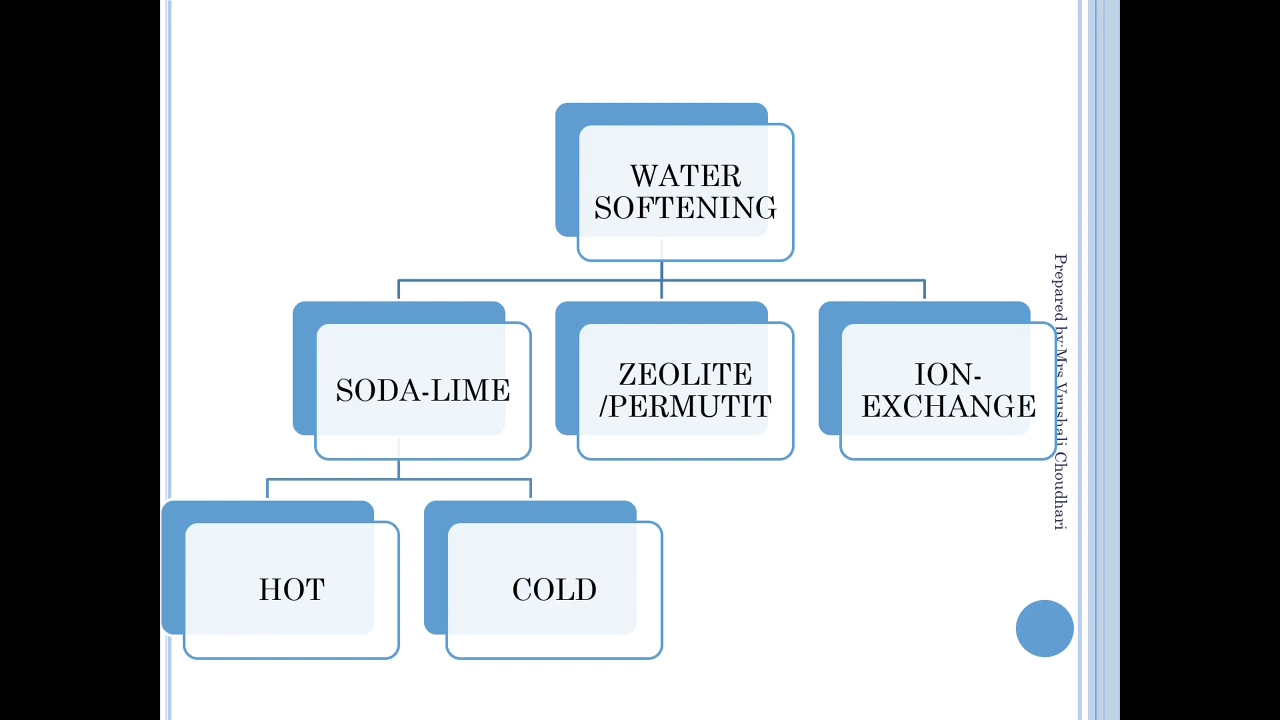 WATER
SOFTENING
SODA-LIME
ZEOLITE
/PERMUTIT
ION-
EXCHANGE
HOT
COLD
Prepared by:Mrs Vrushali Choudhari